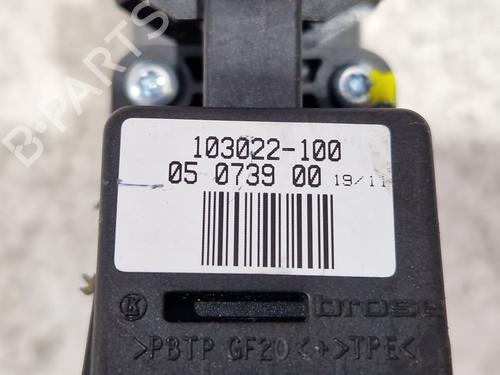 103022-100
05 0739 00 19/11
brose
>PBTP GF20<+>TPE<
B-PARTS